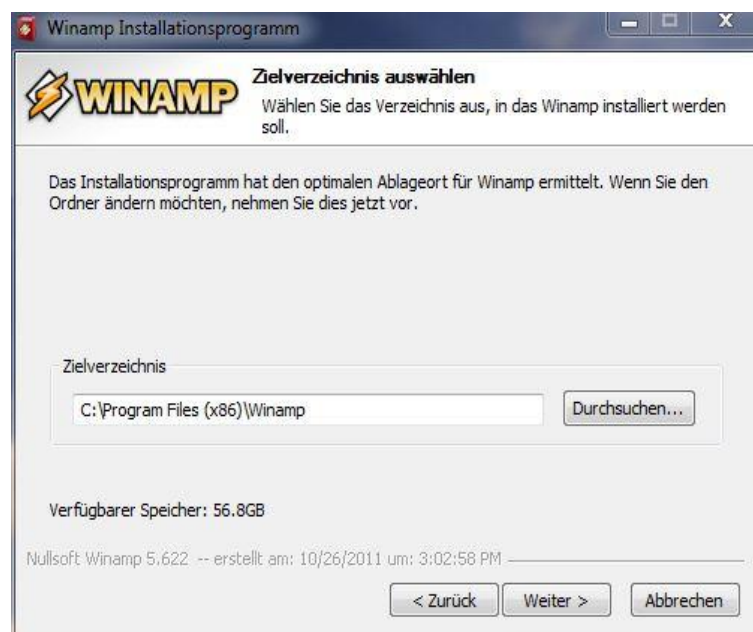 Winamp Installationsprogramm
WINAMP
Zielverzeichnis auswählen
Wählen Sie das Verzeichnis aus, in das Winamp installiert werden
soll.
Das Installationsprogramm hat den optimalen Ablageort für Winamp ermittelt. Wenn Sie den
Ordner ändern möchten, nehmen Sie dies jetzt vor.
Zielverzeichnis
C:\Program Files (x86)\Winamp
Durchsuchen...
Verfügbarer Speicher: 56.8GB
Nullsoft Winamp 5.622 -- erstellt am: 10/26/2011 um: 3:02:58 PM
< Zurück
Weiter >
Abbrechen